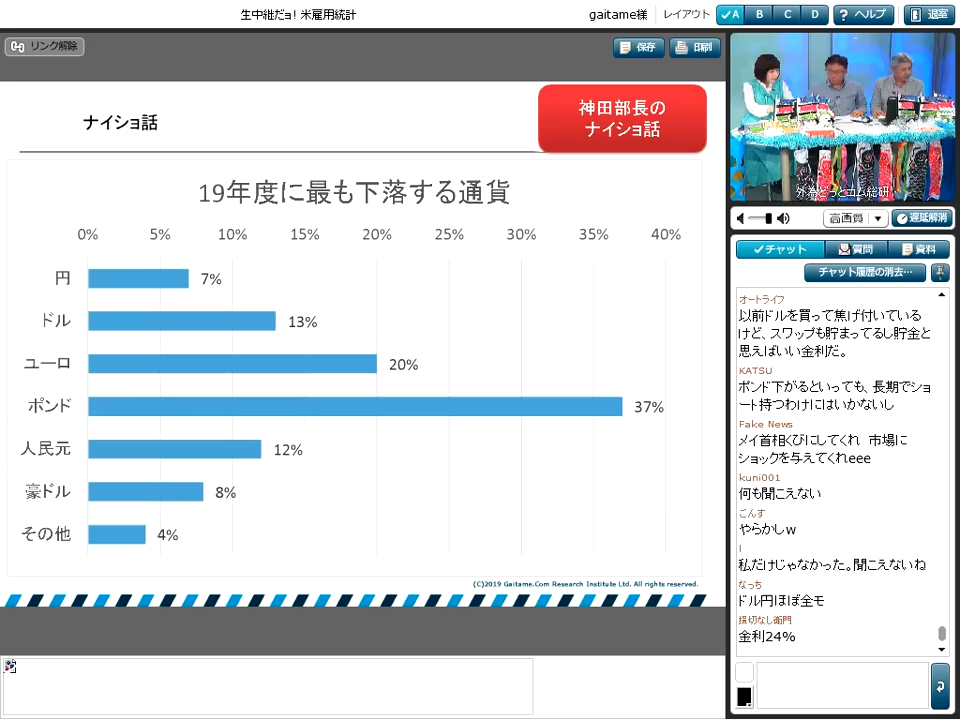 生中継だョ! 米雇用統計
gaitame様
レイアウト
A
B
C
D
? ヘルプ
退室
リンク解除
保存
印刷
ナイショ話
神田部長の
ナイショ話
19年度に最も下落する通貨
0% 5% 10% 15% 20% 25% 30% 35% 40%
円 7%
ドル 13%
ユーロ 20%
ポンド 37%
人民元 12%
豪ドル 8%
その他 4%
(C)2019 Gaitame.Com Research Institute Ltd. All rights reserved.
外為どっとコム総研
高画質
遅延解消
チャット
質問
資料
チャット履歴の消去…
オートライフ
以前ドルを買って焦げ付いている
けど、スワップも貯まってるし貯金と
思えばいい金利だ。
KATSU
ポンド下がるといっても、長期でショ
ート持つわけにはいかないし
Fake News
メイ首相くびにしてくれ 市場に
ショックを与えてくれeee
kuni001
何も聞こえない
ごんす
やらかしw
l
私だけじゃなかった。聞こえないね
なっち
ドル円ほぼ全モ
損切なし衛門
金利24%